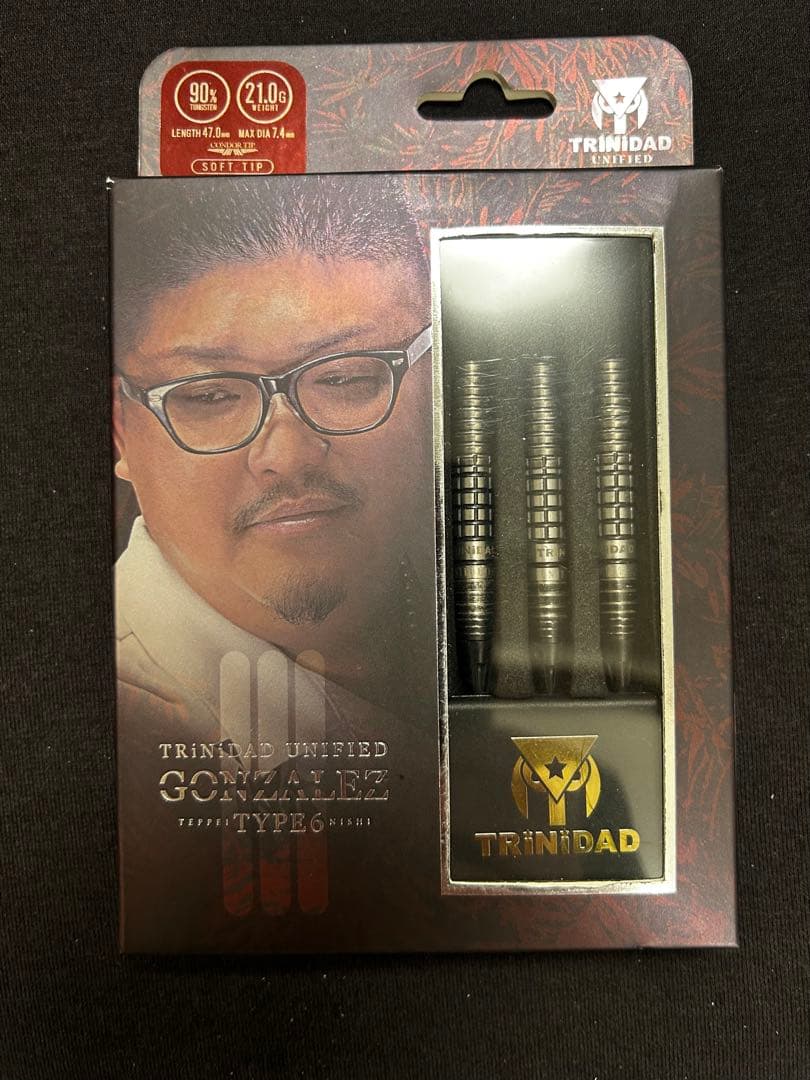 90%
TUNGSTEN
21.0G
WEIGHT
LENGTH 47.0mm MAX DIA 7.4mm
CONDOR TIP
SOFT TIP
TRiNiDAD
UNIFIED
TRiNiDAD
TRiNiDAD UNIFIED
GONZALEZ
TEPPEI TYPE6 NISHI
TRiNiDAD